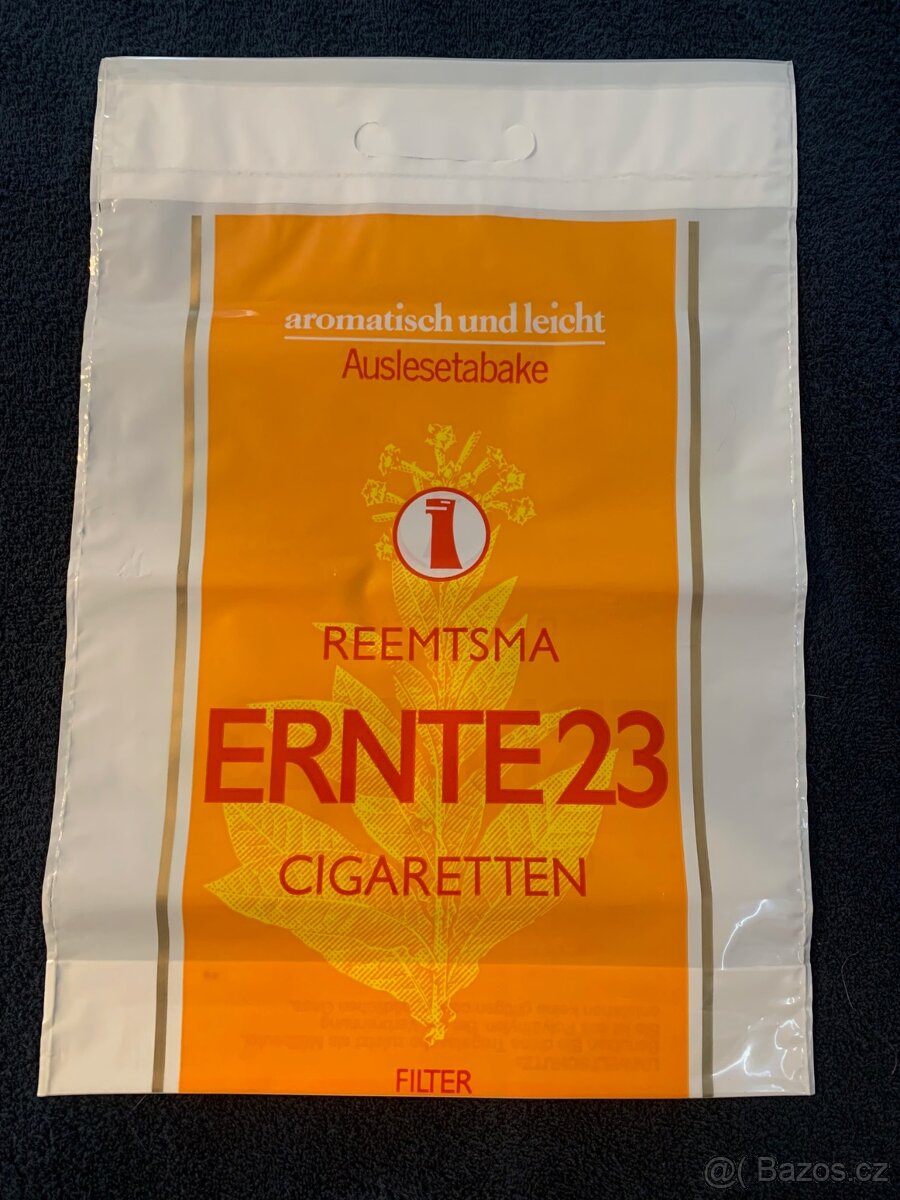 aromatisch und leicht
Auslesetabake
REEMTSMA
ERNTE 23
CIGARETTEN
FILTER
@( Bazos.cz